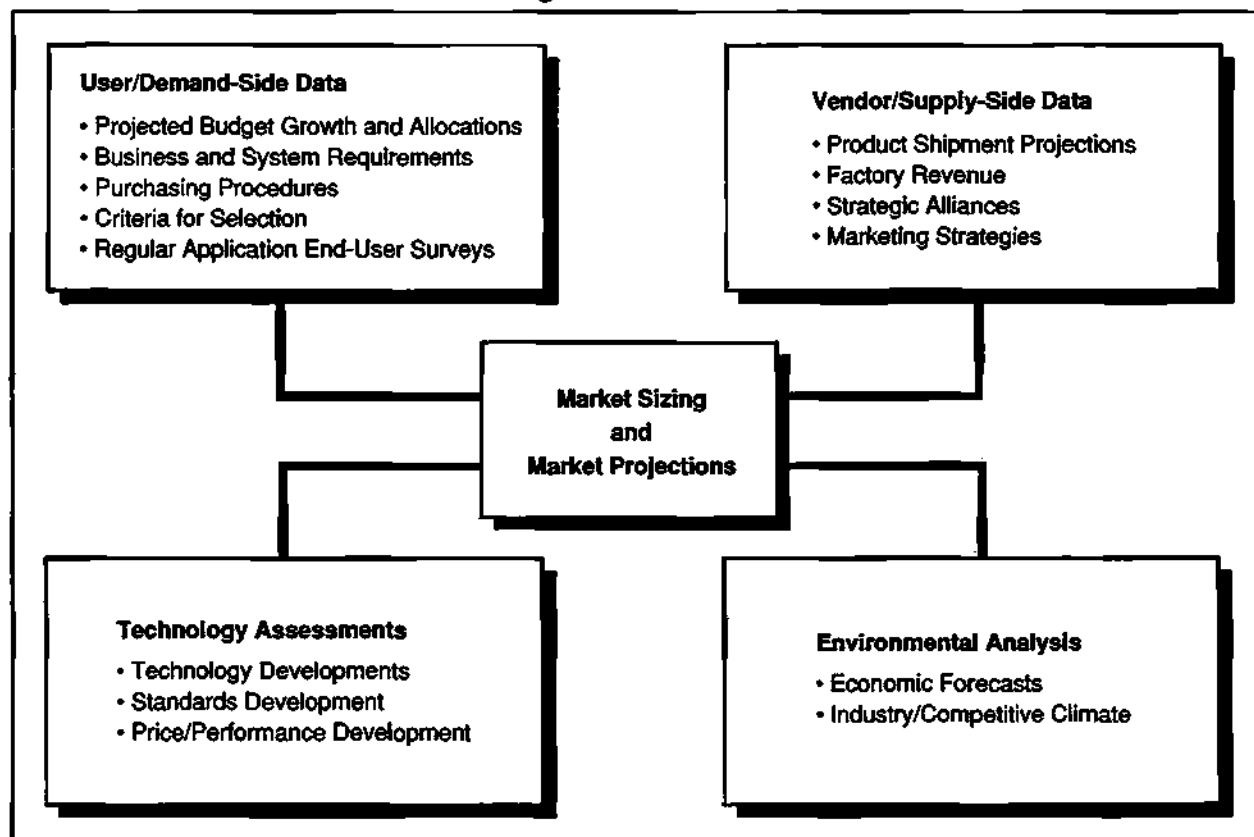 User/Demand-Side Data
• Projected Budget Growth and Allocations
• Business and System Requirements
• Purchasing Procedures
• Criteria for Selection
• Regular Application End-User Surveys
Vendor/Supply-Side Data
• Product Shipment Projections
• Factory Revenue
• Strategic Alliances
• Marketing Strategies
Market Sizing
and
Market Projections
Technology Assessments
• Technology Developments
• Standards Development
• Price/Performance Development
Environmental Analysis
• Economic Forecasts
• Industry/Competitive Climate